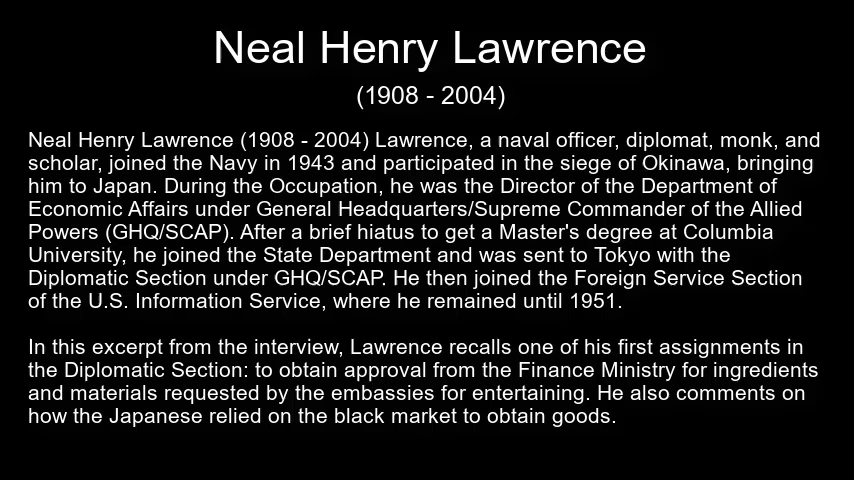 Neal Henry Lawrence
(1908 - 2004)
Neal Henry Lawrence (1908 - 2004) Lawrence, a naval officer, diplomat, monk, and
scholar, joined the Navy in 1943 and participated in the siege of Okinawa, bringing
him to Japan. During the Occupation, he was the Director of the Department of
Economic Affairs under General Headquarters/Supreme Commander of the Allied
Powers (GHQ/SCAP). After a brief hiatus to get a Master's degree at Columbia
University, he joined the State Department and was sent to Tokyo with the
Diplomatic Section under GHQ/SCAP. He then joined the Foreign Service Section
of the U.S. Information Service, where he remained until 1951.
In this excerpt from the interview, Lawrence recalls one of his first assignments in
the Diplomatic Section: to obtain approval from the Finance Ministry for ingredients
and materials requested by the embassies for entertaining. He also comments on
how the Japanese relied on the black market to obtain goods.